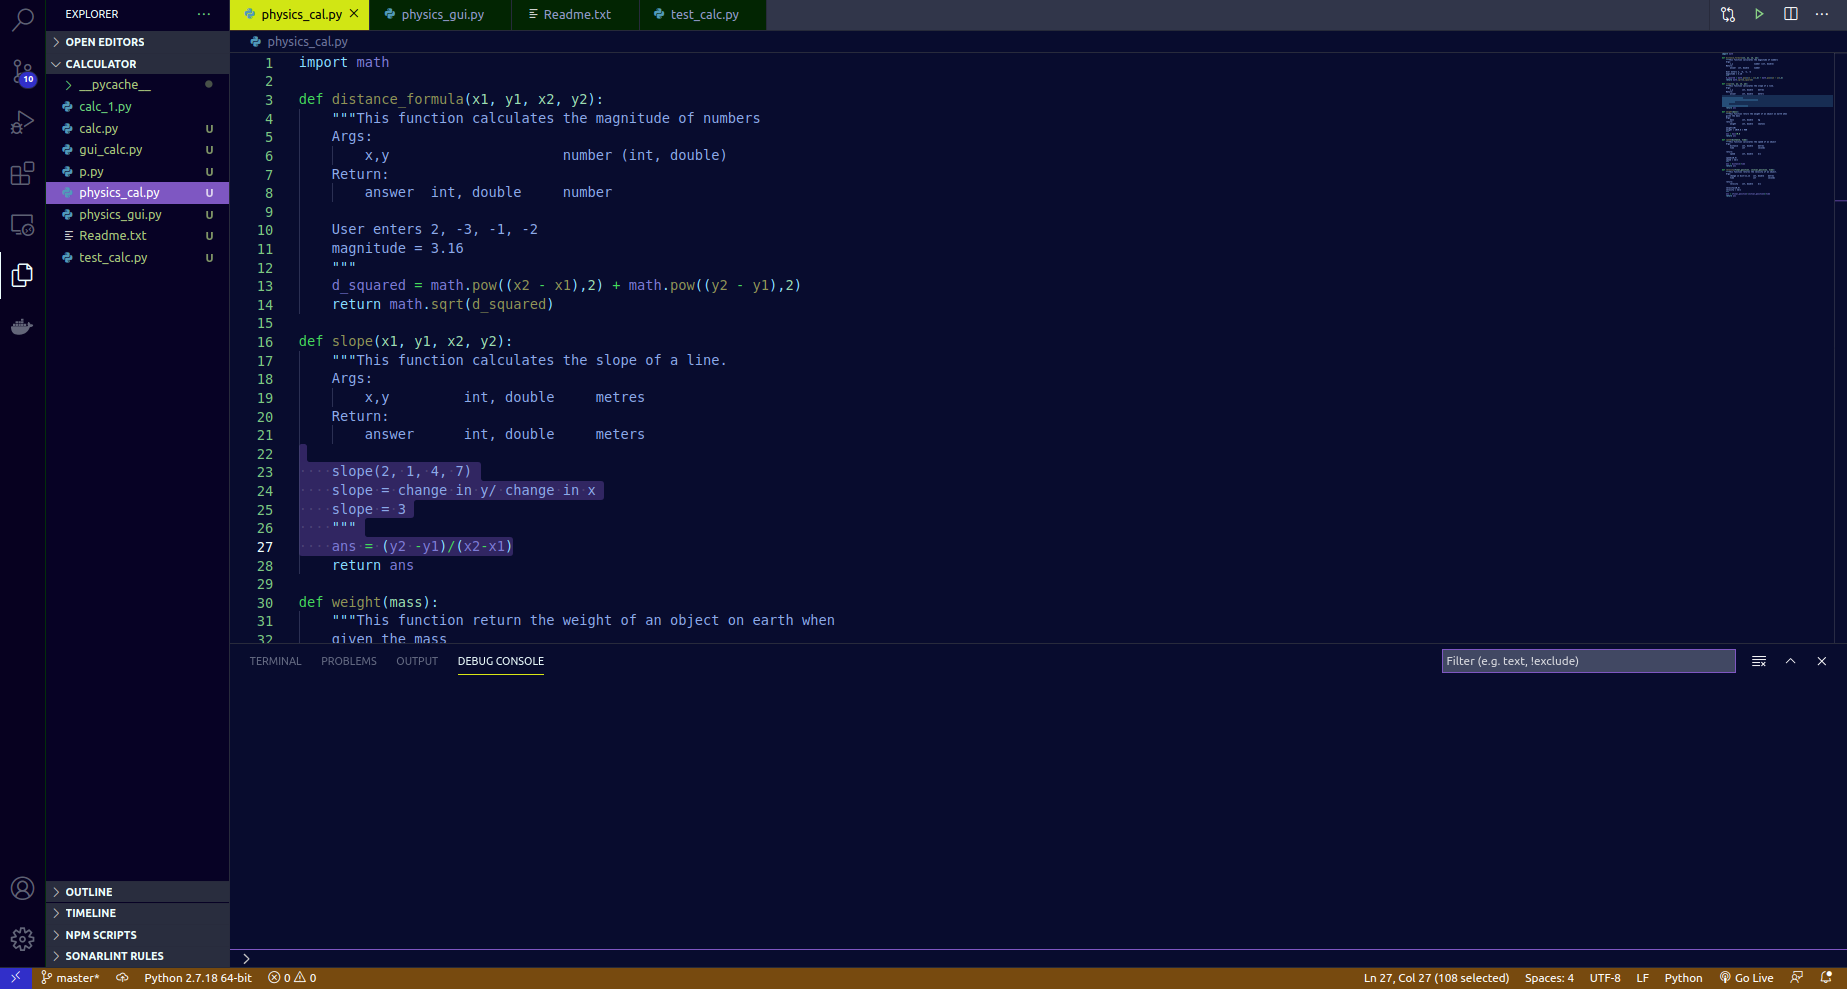 EXPLORER
OPEN EDITORS
CALCULATOR
__pycache__
calc_1.py
calc.py U
gui_calc.py U
p.py U
physics_cal.py U
physics_gui.py U
Readme.txt U
test_calc.py U
OUTLINE
TIMELINE
NPM SCRIPTS
SONARLINT RULES
10
physics_cal.py physics_gui.py Readme.txt test_calc.py
physics_cal.py
1 import math
2
3 def distance_formula(x1, y1, x2, y2):
4     """This function calculates the magnitude of numbers
5     Args:
6         x,y                     number (int, double)
7     Return:
8         answer  int, double     number
9
10     User enters 2, -3, -1, -2
11     magnitude = 3.16
12     """
13     d_squared = math.pow((x2 - x1),2) + math.pow((y2 - y1),2)
14     return math.sqrt(d_squared)
15
16 def slope(x1, y1, x2, y2):
17     """This function calculates the slope of a line.
18     Args:
19         x,y         int, double     metres
20     Return:
21         answer      int, double     meters
22
23     slope(2, 1, 4, 7)
24     slope = change in y/ change in x
25     slope = 3
26     """
27     ans = (y2 -y1)/(x2-x1)
28     return ans
29
30 def weight(mass):
31     """This function return the weight of an object on earth when
32     given the mass
TERMINAL PROBLEMS OUTPUT DEBUG CONSOLE
Filter (e.g. text, !exclude)
master* Python 2.7.18 64-bit 0 0 Ln 27, Col 27 (108 selected) Spaces: 4 UTF-8 LF Python Go Live